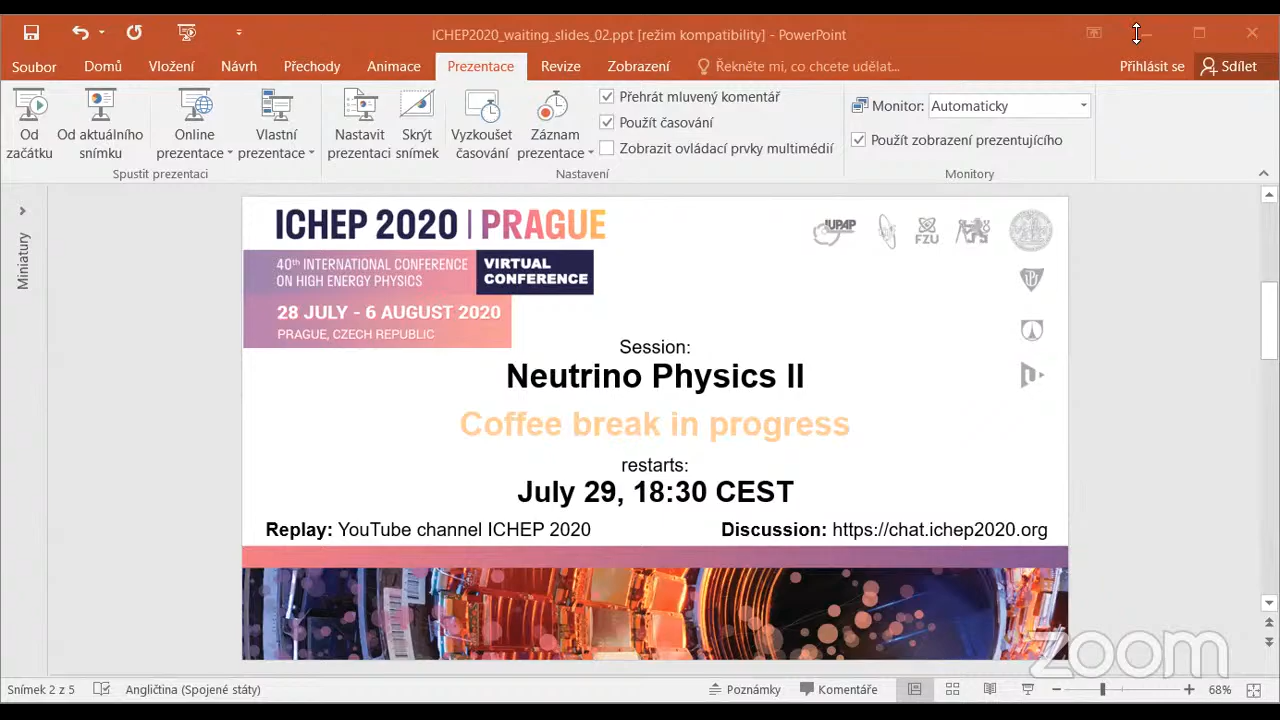 ICHEP2020_waiting_slides_02.ppt [režim kompatibility] - PowerPoint
Soubor Domů Vložení Návrh Přechody Animace Prezentace Revize Zobrazení Řekněte mi, co chcete udělat... Přihlásit se Sdílet
Od začátku
Od aktuálního snímku
Online prezentace
Vlastní prezentace
Spustit prezentaci
Nastavit prezentaci
Skrýt snímek
Vyzkoušet časování
Záznam prezentace
Přehrát mluvený komentář
Použít časování
Zobrazit ovládací prvky multimédií
Nastavení
Monitor: Automaticky
Použít zobrazení prezentujícího
Monitory
Miniatury
ICHEP 2020 | PRAGUE
40th INTERNATIONAL CONFERENCE
ON HIGH ENERGY PHYSICS
VIRTUAL
CONFERENCE
28 JULY - 6 AUGUST 2020
PRAGUE, CZECH REPUBLIC
IUPAP
FZU
Session:
Neutrino Physics II
Coffee break in progress
restarts:
July 29, 18:30 CEST
Replay: YouTube channel ICHEP 2020
Discussion: https://chat.ichep2020.org
zoom
Snímek 2 z 5 Angličtina (Spojené státy) Poznámky Komentáře 68%